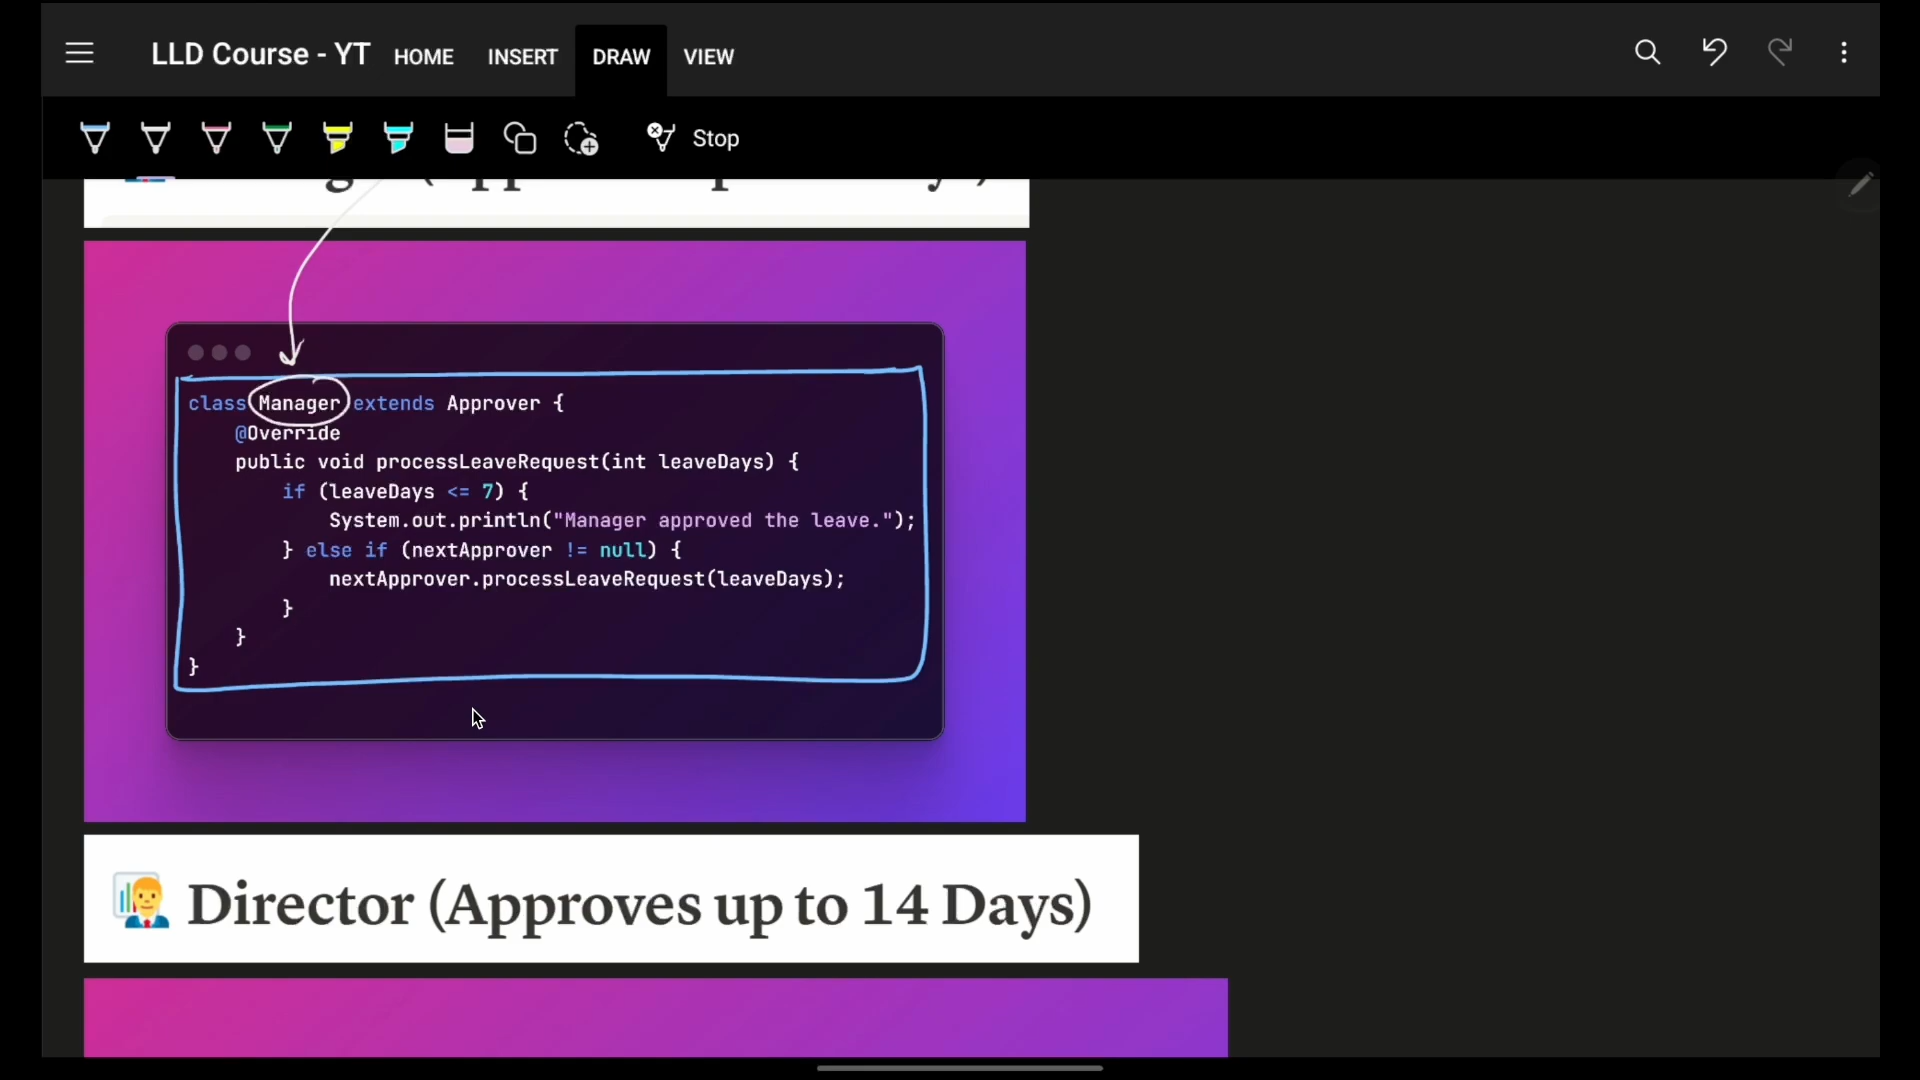 LLD Course - YT HOME INSERT DRAW VIEW
Stop
class Manager extends Approver {
@Override
public void processLeaveRequest(int leaveDays) {
if (leaveDays <= 7) {
System.out.println("Manager approved the leave.");
} else if (nextApprover != null) {
nextApprover.processLeaveRequest(leaveDays);
}
}
}
Director (Approves up to 14 Days)